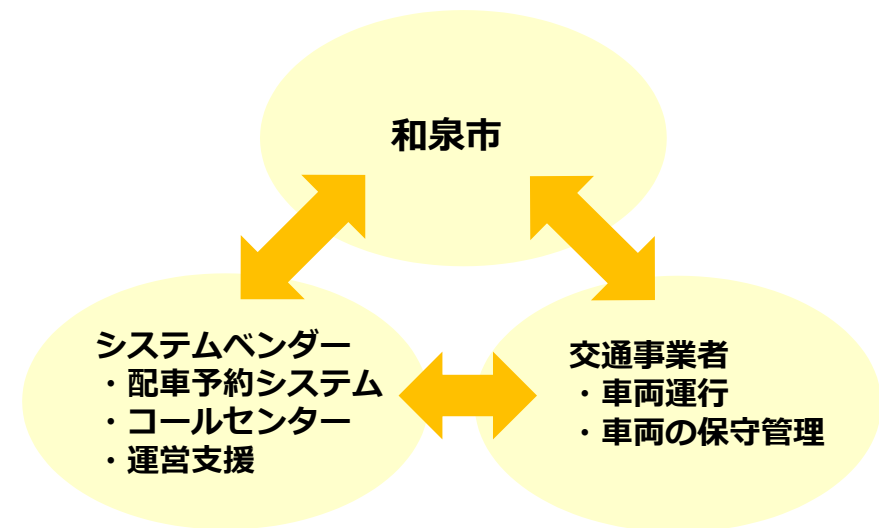 和泉市
システムベンダー
・配車予約システム
・コールセンター
・運営支援
交通事業者
・車両運行
・車両の保守管理